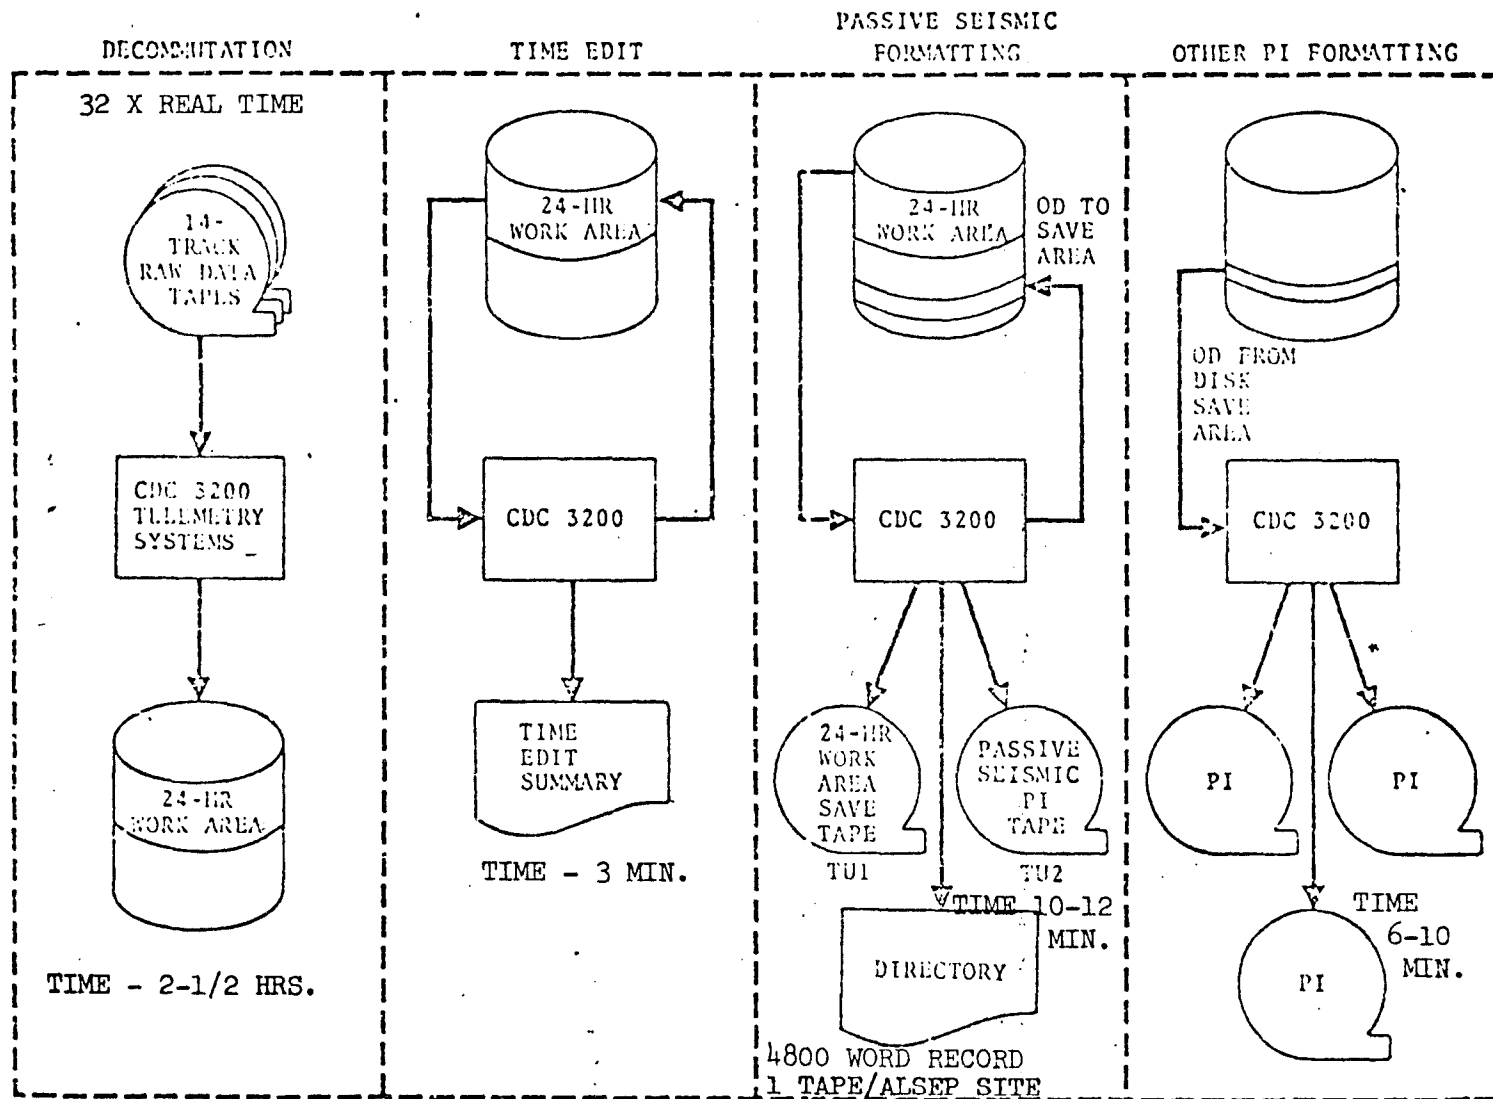 DECOMMUTATION
32 X REAL TIME
14-
TRACK
RAW DATA
TAPES
CDC 3200
TELEMETRY
SYSTEMS
24-HR
WORK AREA
TIME - 2-1/2 HRS.
TIME EDIT
24-HR
WORK AREA
CDC 3200
TIME
EDIT
SUMMARY
TIME - 3 MIN.
PASSIVE SEISMIC
FORMATTING
24-HR
WORK AREA
OD TO
SAVE
AREA
CDC 3200
24-HR
WORK
AREA
SAVE
TAPE
TU1
PASSIVE
SEISMIC
PI
TAPE
TU2
TIME 10-12
MIN.
DIRECTORY
4800 WORD RECORD
1 TAPE/ALSEP SITE
OTHER PI FORMATTING
OD FROM
DISK
SAVE
AREA
CDC 3200
PI
PI
PI
TIME
6-10
MIN.